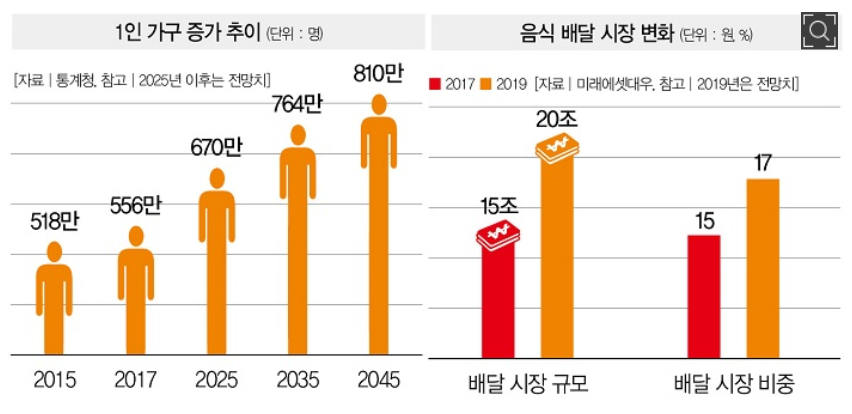 1인 가구 증가 추이 (단위 : 명)
[자료 | 통계청, 참고 | 2025년 이후는 전망치]
518만
556만
670만
764만
810만
2015
2017
2025
2035
2045
음식 배달 시장 변화 (단위 : 원, %)
2017 2019 [자료 | 미래에셋대우, 참고 | 2019년은 전망치]
15조
20조
15
17
배달 시장 규모
배달 시장 비중